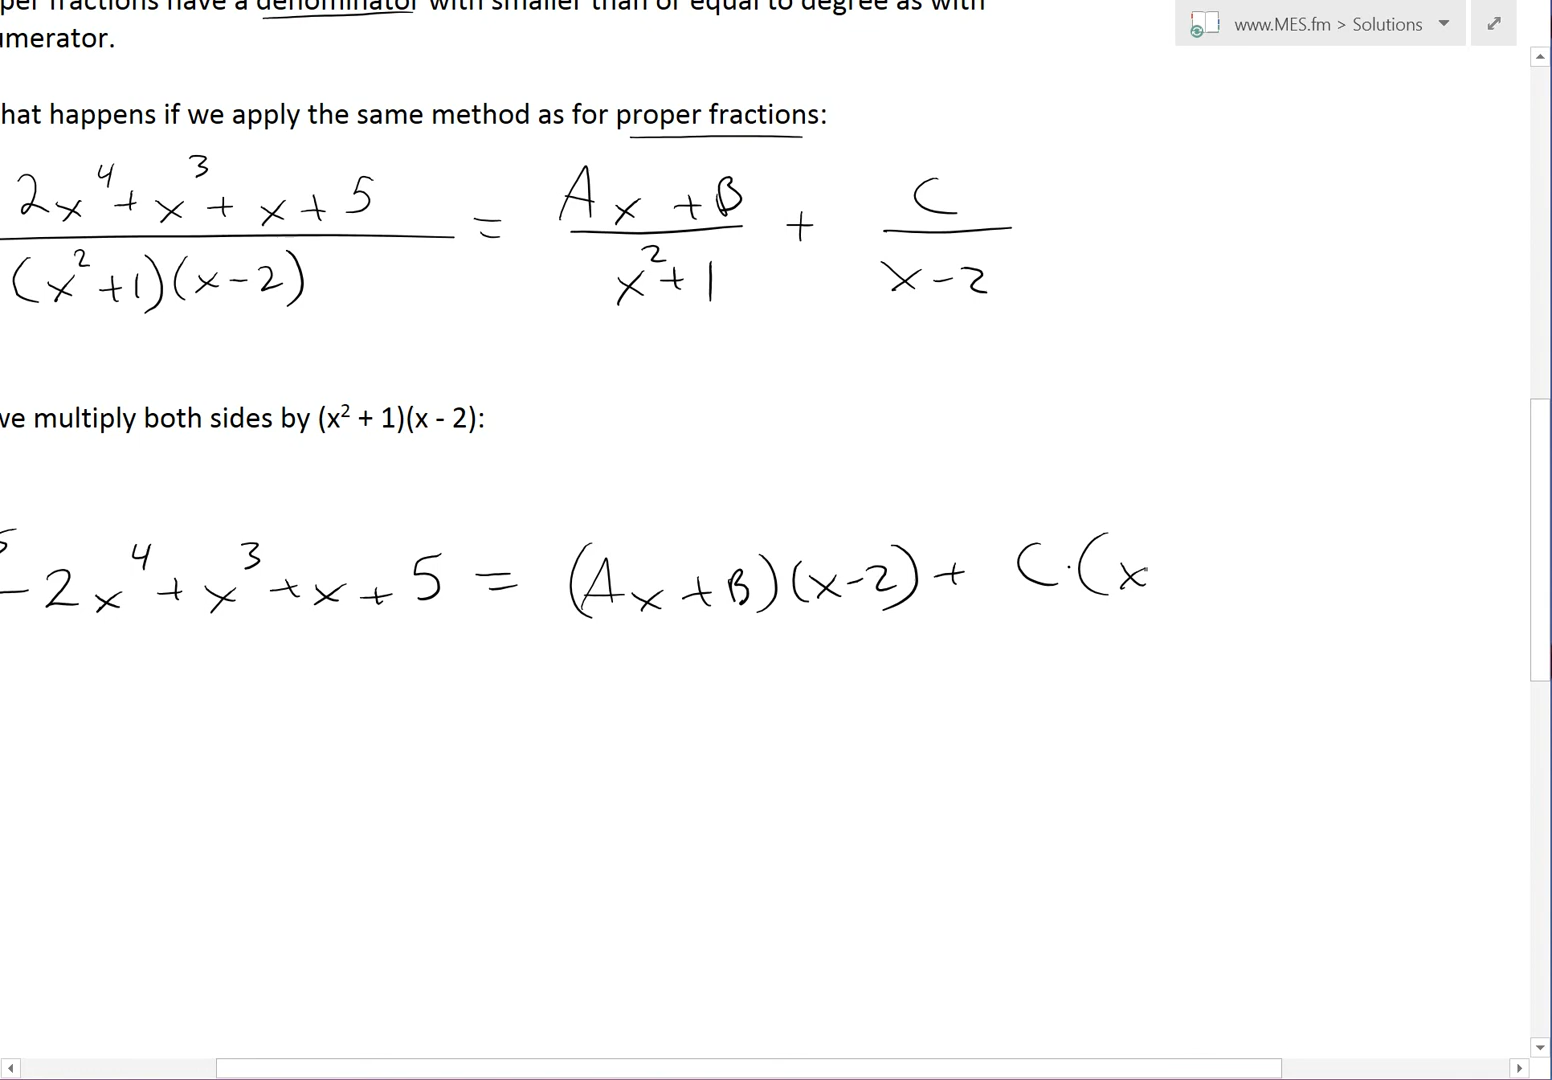 per fractions have a denominator with smaller than or equal to degree as with
www.MES.fm > Solutions
umerator.
hat happens if we apply the same method as for proper fractions:
2x⁴ + x³ + x + 5 / (x² + 1)(x - 2) = Ax + B / x² + 1 + C / x - 2
ve multiply both sides by (x² + 1)(x - 2):
5 - 2x⁴ + x³ + x + 5 = (Ax + B)(x - 2) + C · (x